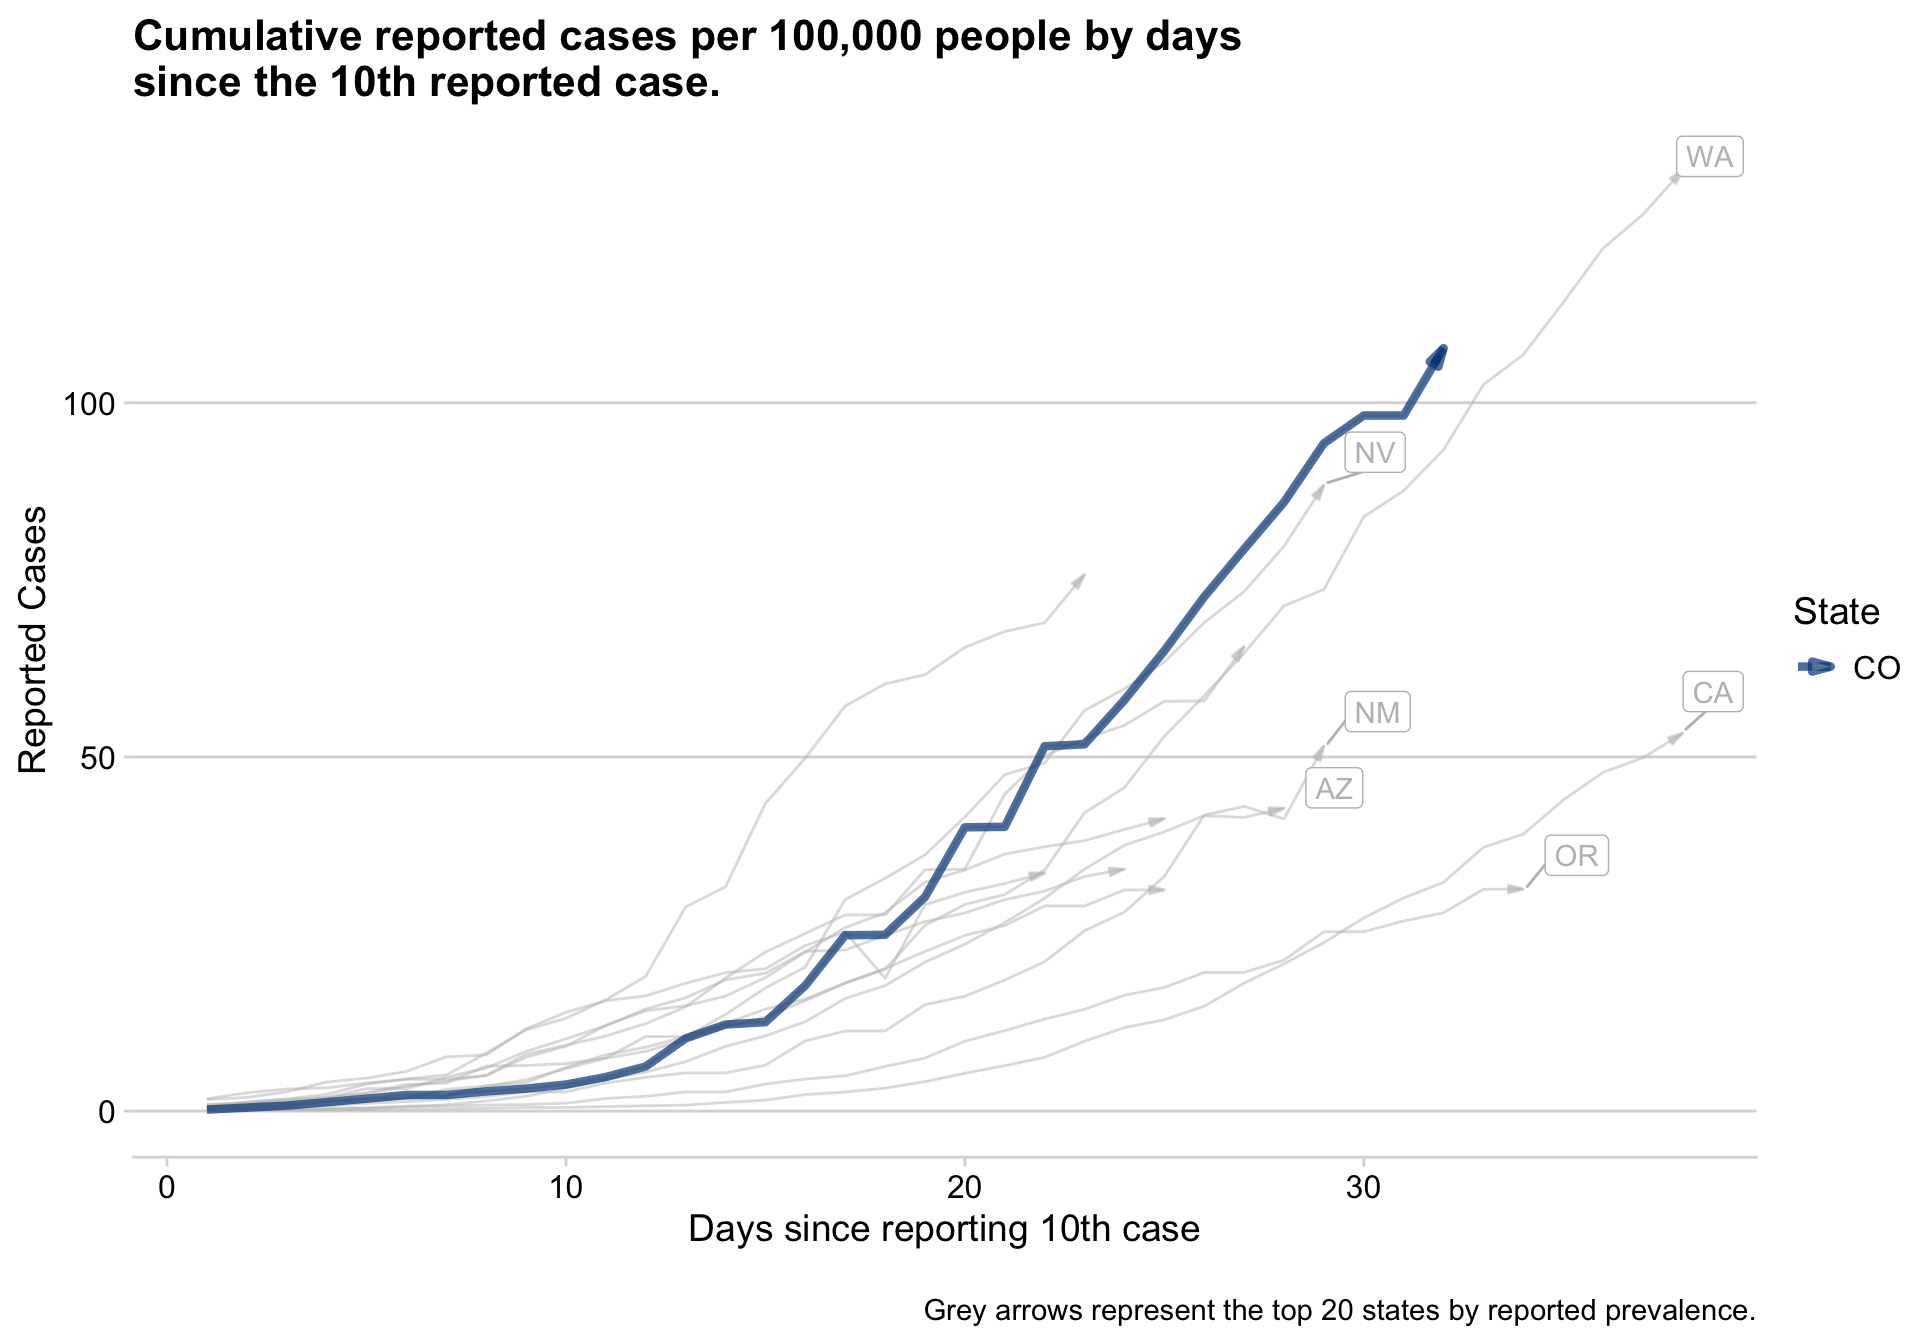 Cumulative reported cases per 100,000 people by days
since the 10th reported case.
WA
100
NV
Reported Cases
State
CO
CA
NM
50
AZ
OR
0
0 10 20 30
Days since reporting 10th case
Grey arrows represent the top 20 states by reported prevalence.